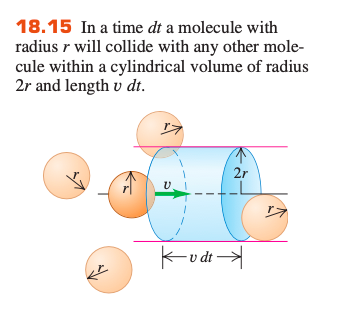 18.15 In a time dt a molecule with
radius r will collide with any other mole-
cule within a cylindrical volume of radius
2r and length v dt.
r
r
r
v
2r
r
r
v dt